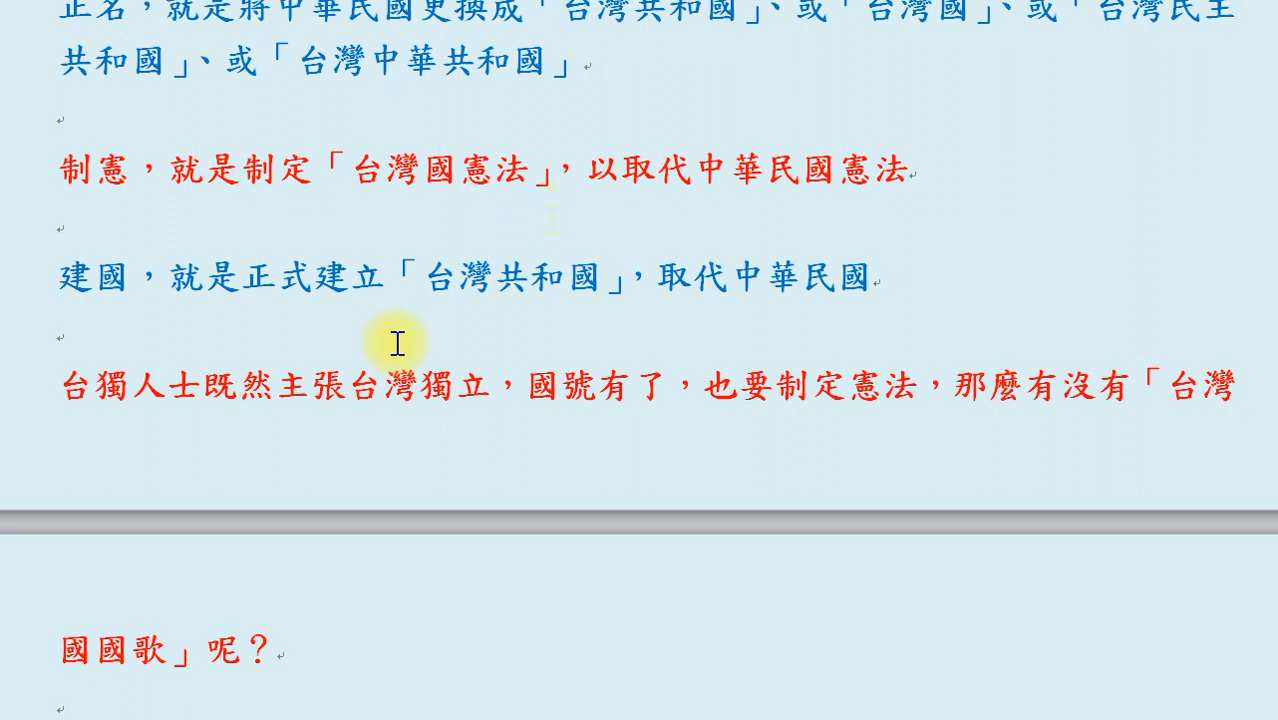 正名，就是將中華民國更換成「台灣共和國」、或「台灣國」、或「台灣民主
共和國」、或「台灣中華共和國」
制憲，就是制定「台灣國憲法」，以取代中華民國憲法
建國，就是正式建立「台灣共和國」，取代中華民國
台獨人士既然主張台灣獨立，國號有了，也要制定憲法，那麼有沒有「台灣
國國歌」呢？